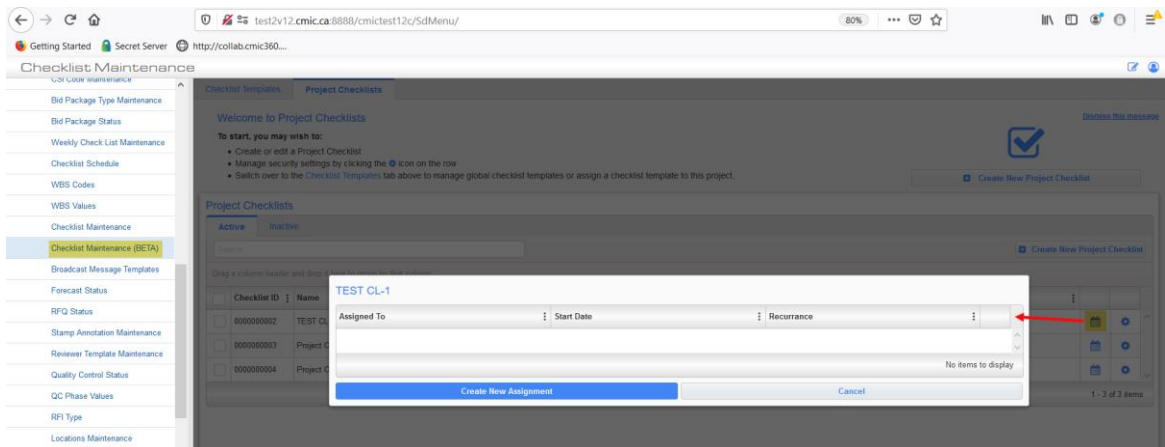 test2v12.cmic.ca:8888/cmictest12c/SdMenu/
80%
Getting Started Secret Server http://collab.cmic360....
Checklist Maintenance
CSI Code Maintenance
Bid Package Type Maintenance
Bid Package Status
Weekly Check List Maintenance
Checklist Schedule
WBS Codes
WBS Values
Checklist Maintenance
Checklist Maintenance (BETA)
Broadcast Message Templates
Forecast Status
RFQ Status
Stamp Annotation Maintenance
Reviewer Template Maintenance
Quality Control Status
QC Phase Values
RFI Type
Locations Maintenance
Checklist Templates Project Checklists
Welcome to Project Checklists
Dismiss this message
To start, you may wish to:
• Create or edit a Project Checklist
• Manage security settings by clicking the icon on the row
• Switch over to the Checklist Templates tab above to manage global checklist templates or assign a checklist template to this project.
Create New Project Checklist
Project Checklists
Active Inactive
Search
Create New Project Checklist
Drag a column header and drop it here to group by that column
Checklist ID Name
0000000002 TEST CL
0000000003 Project C
0000000004 Project C
1 - 3 of 3 items
TEST CL-1
Assigned To Start Date Recurrance
No items to display
Create New Assignment Cancel